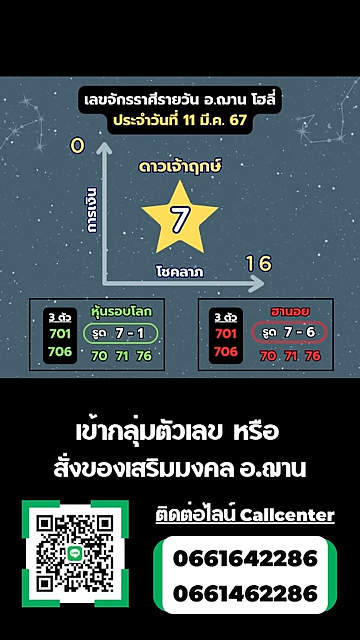 เลขจักรราศีรายวัน อ.ฌาน โฮลี่
ประจำวันที่ 11 มี.ค. 67
0
ดาวเจ้าฤกษ์
การเงิน
7
โชคลาภ
16
3 ตัว
701
706
หุ้นรอบโลก
รูด 7 - 1
70 71 76
3 ตัว
701
706
ฮานอย
รูด 7 - 6
70 71 76
เข้ากลุ่มตัวเลข หรือ
สั่งของเสริมมงคล อ.ฌาน
ติดต่อไลน์ Callcenter
0661642286
0661462286
LINE